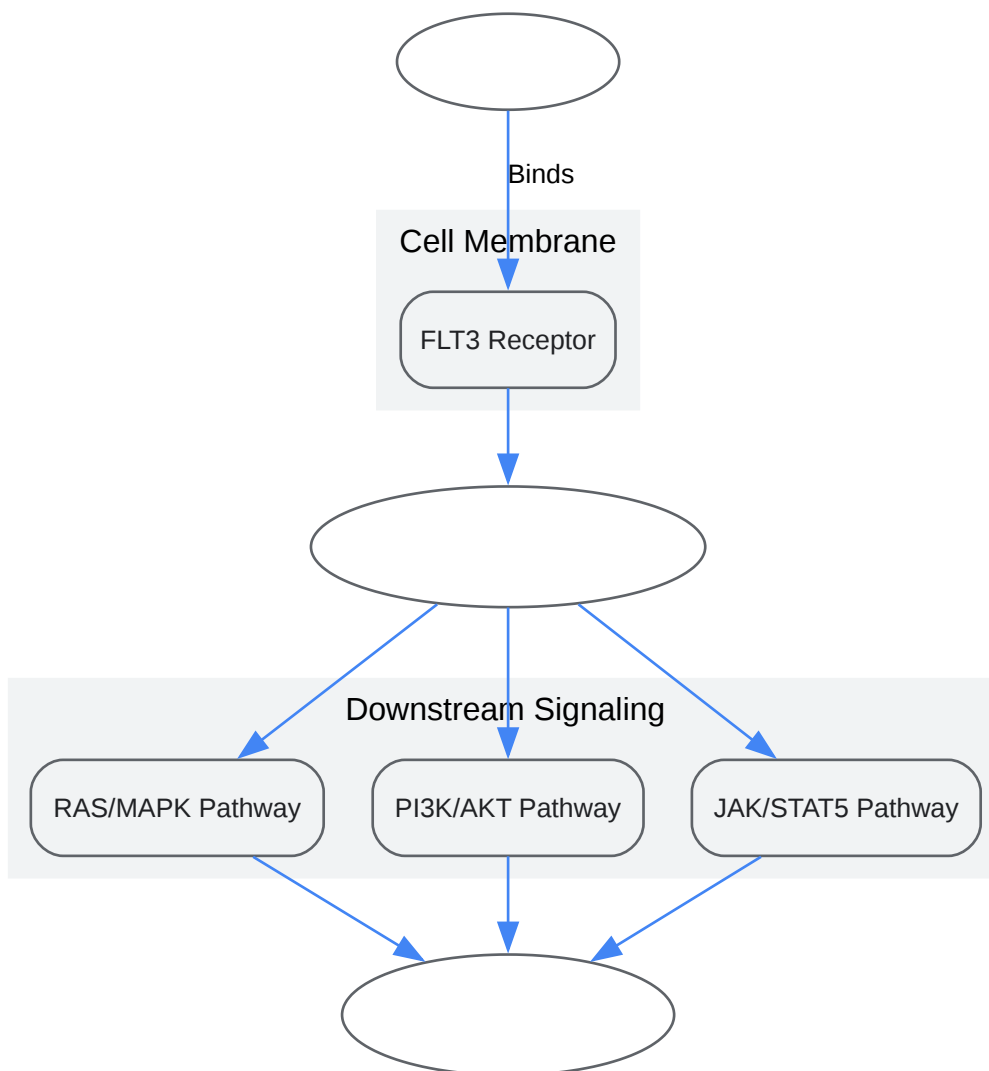 Binds
Cell Membrane
FLT3 Receptor
Downstream Signaling
RAS/MAPK Pathway
PI3K/AKT Pathway
JAK/STAT5 Pathway